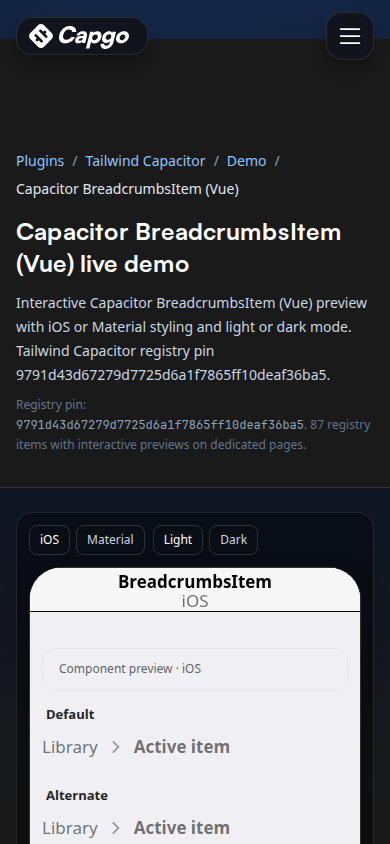 Capgo
Plugins / Tailwind Capacitor / Demo /
Capacitor BreadcrumbsItem (Vue)
Capacitor BreadcrumbsItem
(Vue) live demo
Interactive Capacitor BreadcrumbsItem (Vue) preview
with iOS or Material styling and light or dark mode.
Tailwind Capacitor registry pin
9791d43d67279d7725d6a1f7865ff10deaf36ba5.
Registry pin:
9791d43d67279d7725d6a1f7865ff10deaf36ba5. 87 registry
items with interactive previews on dedicated pages.
iOS Material Light Dark
BreadcrumbsItem
iOS
Component preview · iOS
Default
Library > Active item
Alternate
Library > Active item